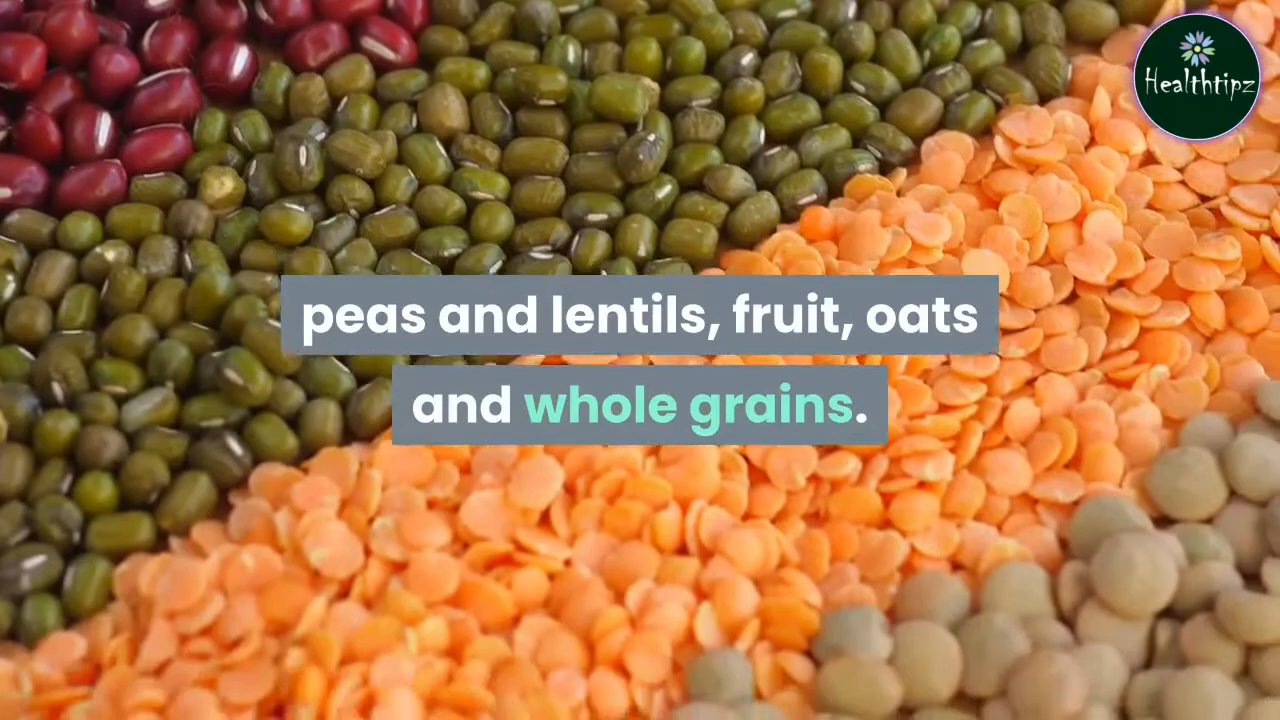 Healthtipz
peas and lentils, fruit, oats
and whole grains.